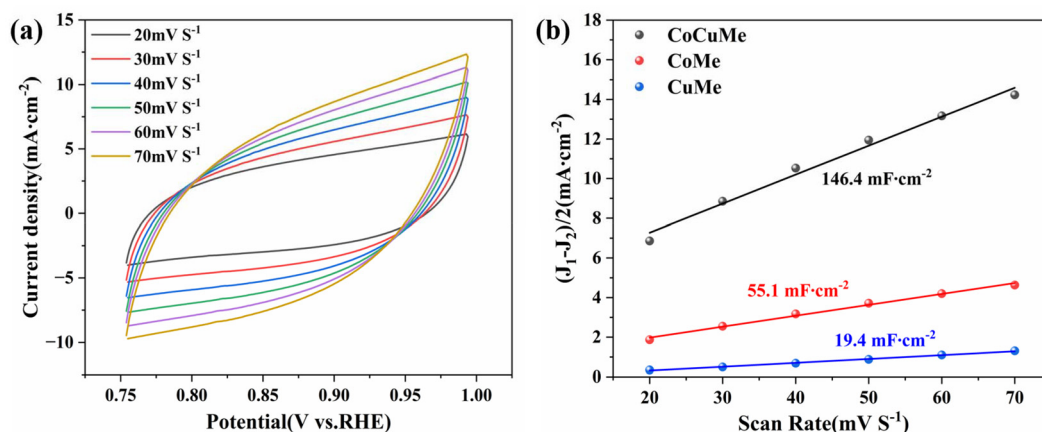 (a)
15
10
5
0
−5
−10
0.75
0.80
0.85
0.90
0.95
1.00
Current density(mA·cm⁻²)
Potential(V vs.RHE)
20mV S⁻¹
30mV S⁻¹
40mV S⁻¹
50mV S⁻¹
60mV S⁻¹
70mV S⁻¹
(b)
18
16
14
12
10
8
6
4
2
0
20
30
40
50
60
70
(J₁-J₂)/2(mA·cm⁻²)
Scan Rate(mV S⁻¹)
CoCuMe
CoMe
CuMe
146.4 mF·cm⁻²
55.1 mF·cm⁻²
19.4 mF·cm⁻²